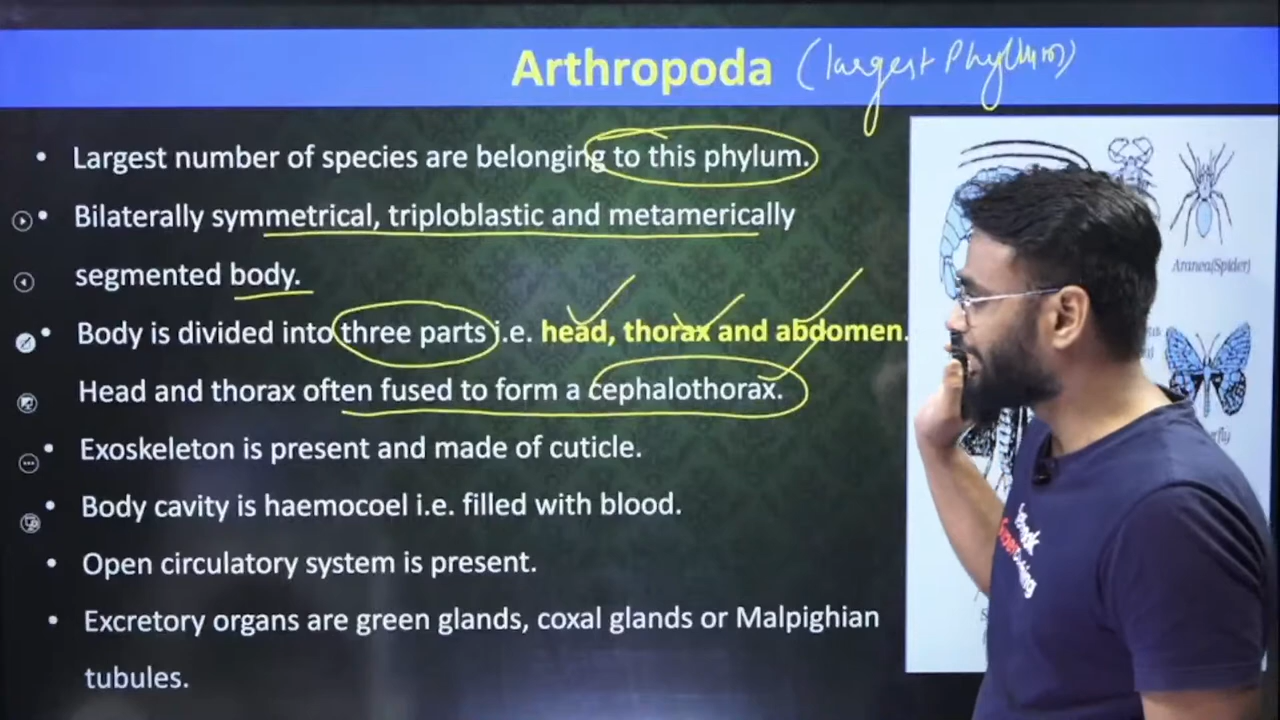 Arthropoda (largest Phylum)
• Largest number of species are belonging to this phylum.
• Bilaterally symmetrical, triploblastic and metamerically
segmented body.
• Body is divided into three parts i.e. head, thorax and abdomen.
Head and thorax often fused to form a cephalothorax.
• Exoskeleton is present and made of cuticle.
• Body cavity is haemocoel i.e. filled with blood.
• Open circulatory system is present.
• Excretory organs are green glands, coxal glands or Malpighian
tubules.
Aranea(Spider)